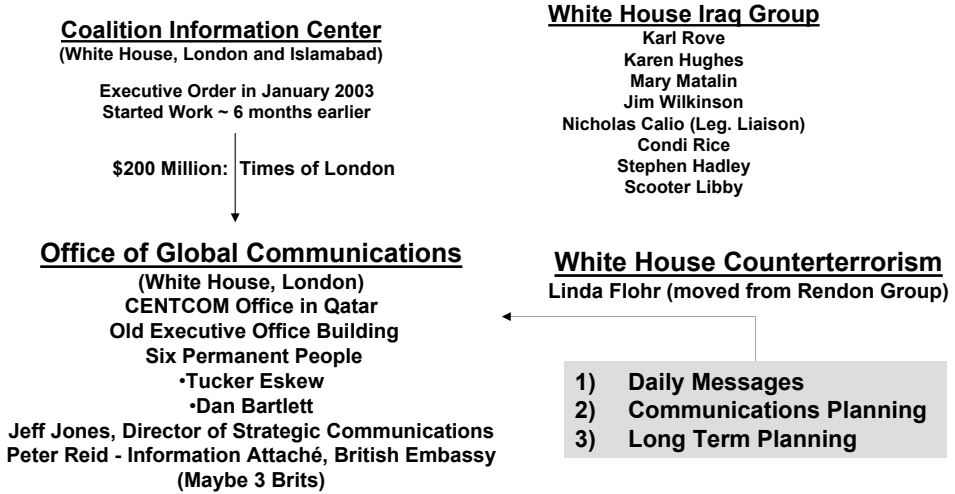 Coalition Information Center
(White House, London and Islamabad)
Executive Order in January 2003
Started Work ~ 6 months earlier
$200 Million: Times of London
Office of Global Communications
(White House, London)
CENTCOM Office in Qatar
Old Executive Office Building
Six Permanent People
•Tucker Eskew
•Dan Bartlett
Jeff Jones, Director of Strategic Communications
Peter Reid - Information Attaché, British Embassy
(Maybe 3 Brits)
White House Iraq Group
Karl Rove
Karen Hughes
Mary Matalin
Jim Wilkinson
Nicholas Calio (Leg. Liaison)
Condi Rice
Stephen Hadley
Scooter Libby
White House Counterterrorism
Linda Flohr (moved from Rendon Group)
1) Daily Messages
2) Communications Planning
3) Long Term Planning